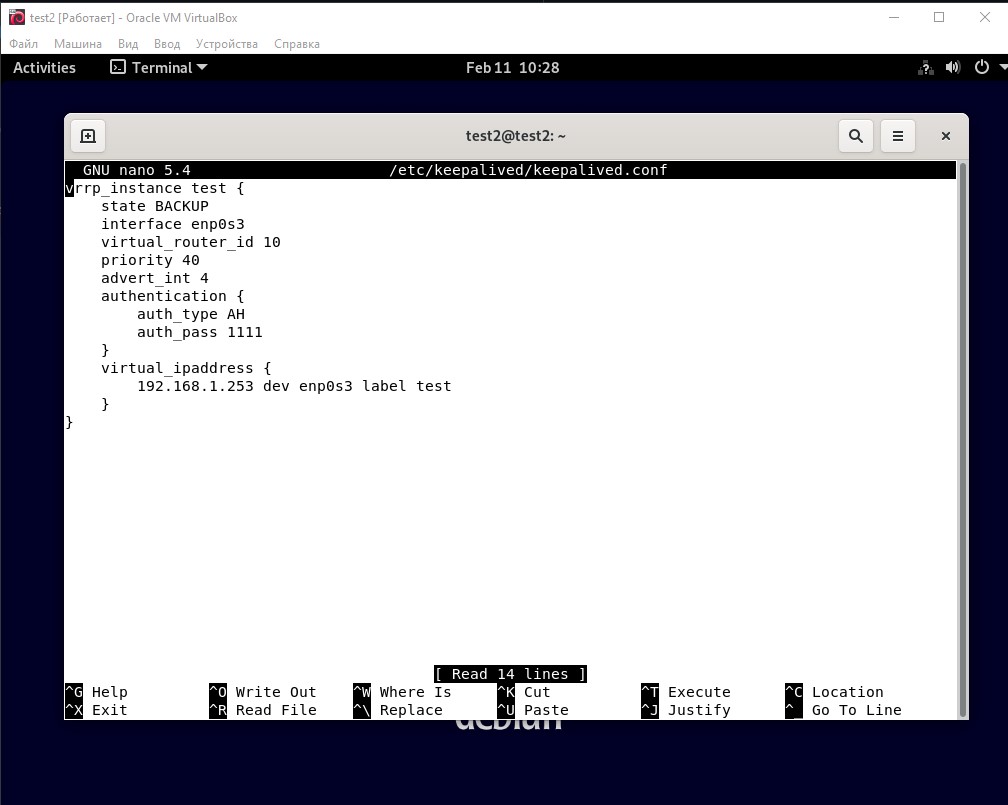 test2 [Работает] - Oracle VM VirtualBox
Файл Машина Вид Ввод Устройства Справка
Activities Terminal Feb 11 10:28
test2@test2: ~
GNU nano 5.4 /etc/keepalived/keepalived.conf
vrrp_instance test {
    state BACKUP
    interface enp0s3
    virtual_router_id 10
    priority 40
    advert_int 4
    authentication {
        auth_type AH
        auth_pass 1111
    }
    virtual_ipaddress {
        192.168.1.253 dev enp0s3 label test
    }
}
[ Read 14 lines ]
^G Help ^O Write Out ^W Where Is ^K Cut ^T Execute ^C Location
^X Exit ^R Read File ^\ Replace ^U Paste ^J Justify ^_ Go To Line
debian